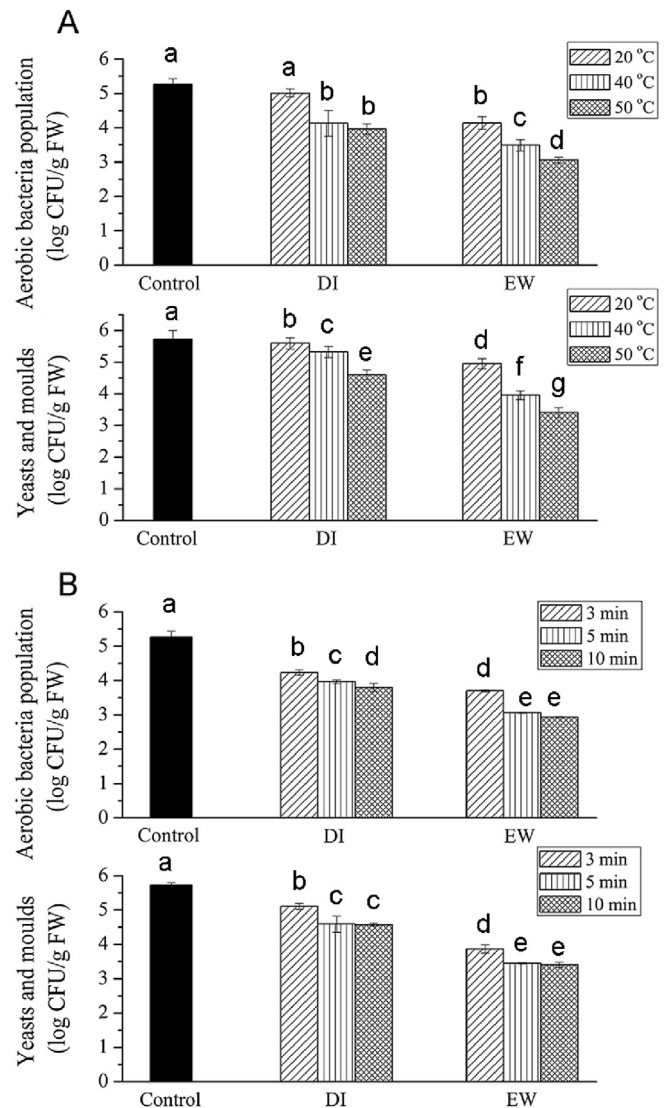 A
Aerobic bacteria population
(log CFU/g FW)
6
5
4
3
2
1
0
a
a
b
b
b
c
d
20 °C
40 °C
50 °C
Control
DI
EW
Yeasts and moulds
(log CFU/g FW)
7
6
5
4
3
2
1
0
a
b
c
e
d
f
g
20 °C
40 °C
50 °C
Control
DI
EW
B
Aerobic bacteria population
(log CFU/g FW)
6
5
4
3
2
1
0
a
b
c
d
d
e
e
3 min
5 min
10 min
Control
DI
EW
Yeasts and moulds
(log CFU/g FW)
6
5
4
3
2
1
0
a
b
c
c
d
e
e
3 min
5 min
10 min
Control
DI
EW